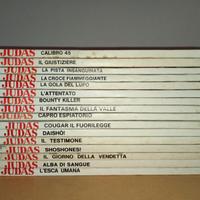 JUDAS CALIBRO 45
JUDAS IL GIUSTIZIERE
JUDAS LA PISTA INSANGUINATA
JUDAS LA CROCE FIAMMEGGIANTE
JUDAS LA GOLA DEL LUPO
JUDAS L'ATTENTATO
JUDAS BOUNTY KILLER
JUDAS IL FANTASMA DELLA VALLE
JUDAS CAPRO ESPIATORIO
JUDAS COUGAR IL FUORILEGGE
JUDAS DAISHŌ!
JUDAS IL TESTIMONE
JUDAS SHOSHONES!
JUDAS IL GIORNO DELLA VENDETTA
JUDAS ALBA DI SANGUE
JUDAS L'ESCA UMANA